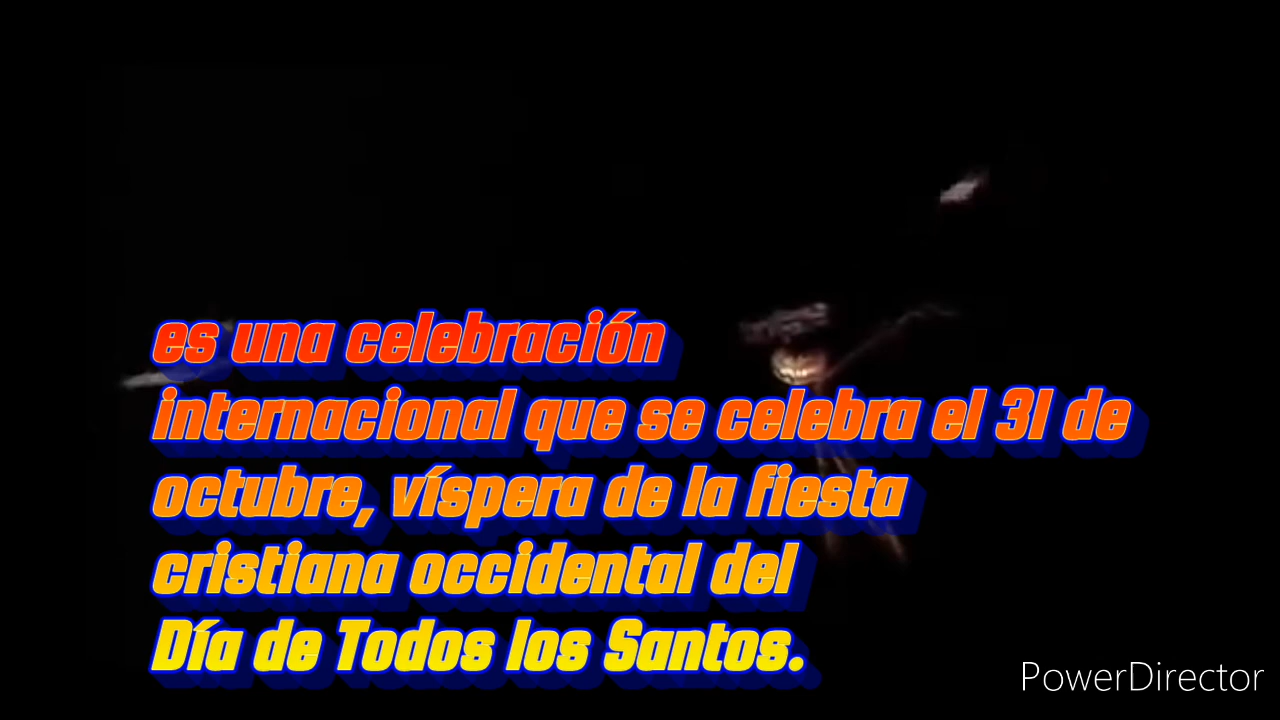 es una celebración
internacional que se celebra el 31 de
octubre, víspera de la fiesta
cristiana occidental del
Día de Todos los Santos.
PowerDirector